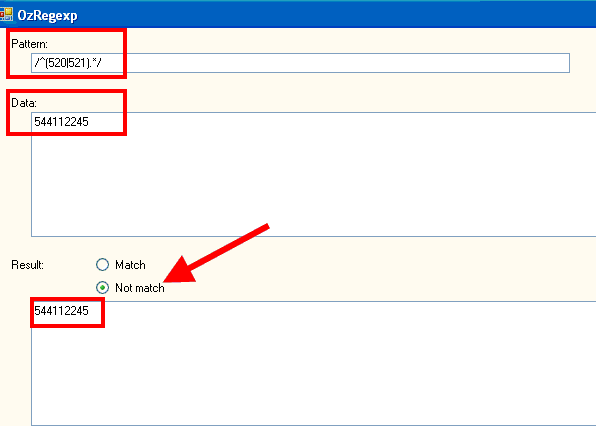 OzRegexp
Pattern:
/^(520|521).*/
Data:
544112245
Result:
Match
Not match
544112245